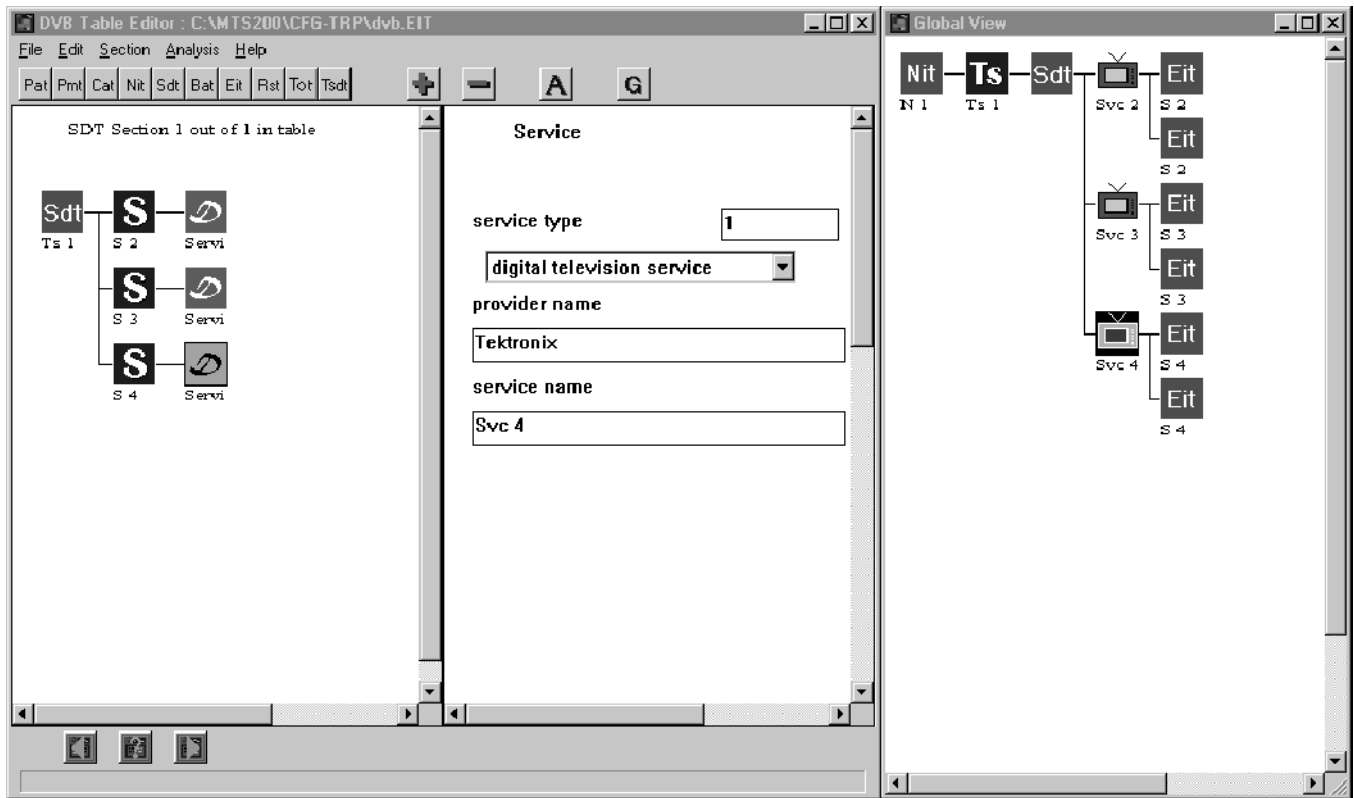 DVB Table Editor : C:\MTS200\CFG-TRP\dvb.EIT
File Edit Section Analysis Help
Pat Pmt Cat Nit Sdt Bat Eit Rst Tot Tsdt
A G
SDT Section 1 out of 1 in table
Sdt S
Ts 1 S 2 Servi
S
S 3 Servi
S
S 4 Servi
Service
service type 1
digital television service
provider name
Tektronix
service name
Svc 4
Global View
Nit Ts Sdt Eit
N 1 Ts 1 Svc 2 S 2
Eit
S 2
Eit
Svc 3 S 3
Eit
S 3
Eit
Svc 4 S 4
Eit
S 4